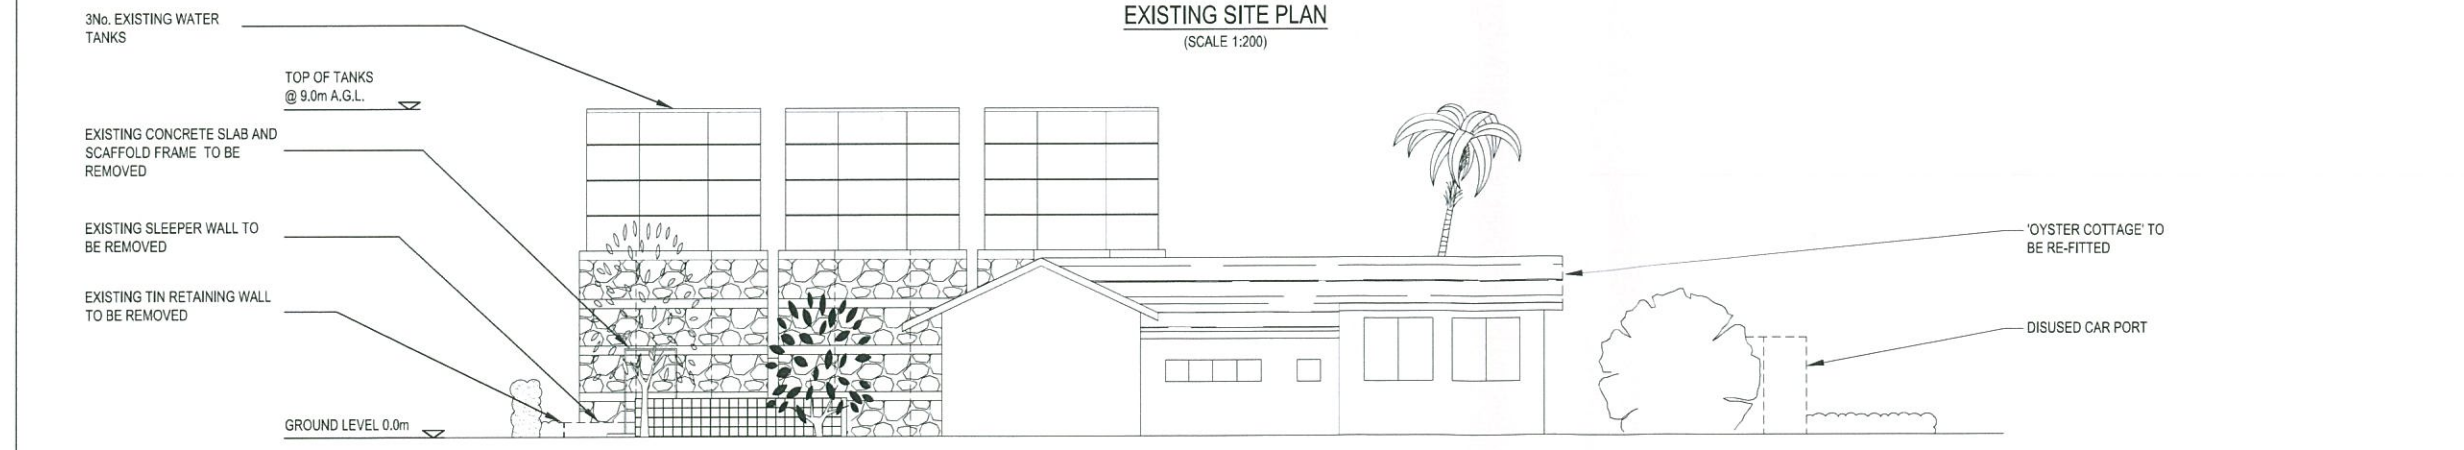 EXISTING SITE PLAN
(SCALE 1:200)
3No. EXISTING WATER
TANKS
TOP OF TANKS
@ 9.0m A.G.L.
EXISTING CONCRETE SLAB AND
SCAFFOLD FRAME TO BE
REMOVED
EXISTING SLEEPER WALL TO
BE REMOVED
EXISTING TIN RETAINING WALL
TO BE REMOVED
GROUND LEVEL 0.0m
'OYSTER COTTAGE' TO
BE RE-FITTED
DISUSED CAR PORT